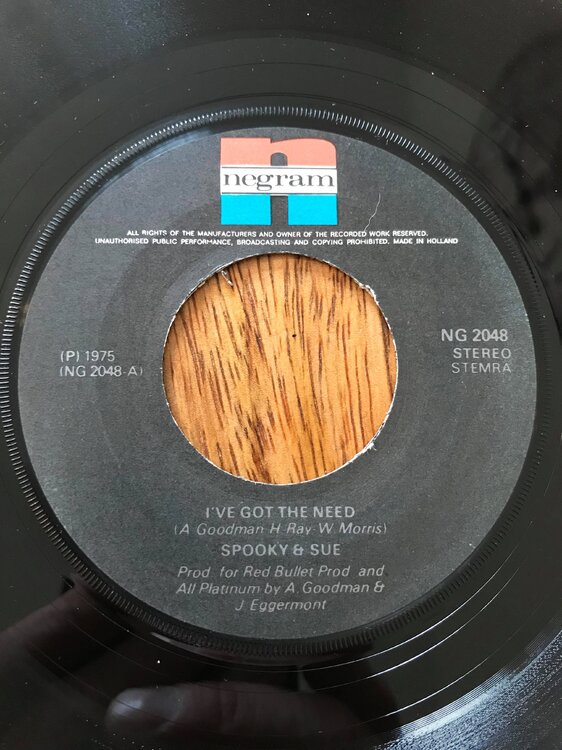 negram
ALL RIGHTS OF THE MANUFACTURERS AND OWNER OF THE RECORDED WORK RESERVED.
UNAUTHORISED PUBLIC PERFORMANCE, BROADCASTING AND COPYING PROHIBITED. MADE IN HOLLAND
(P) 1975
(NG 2048-A)
NG 2048
STEREO
STEMRA
I'VE GOT THE NEED
(A Goodman-H Ray-W Morris)
SPOOKY & SUE
Prod. for Red Bullet Prod. and
All Platinum by A. Goodman &
J. Eggermont